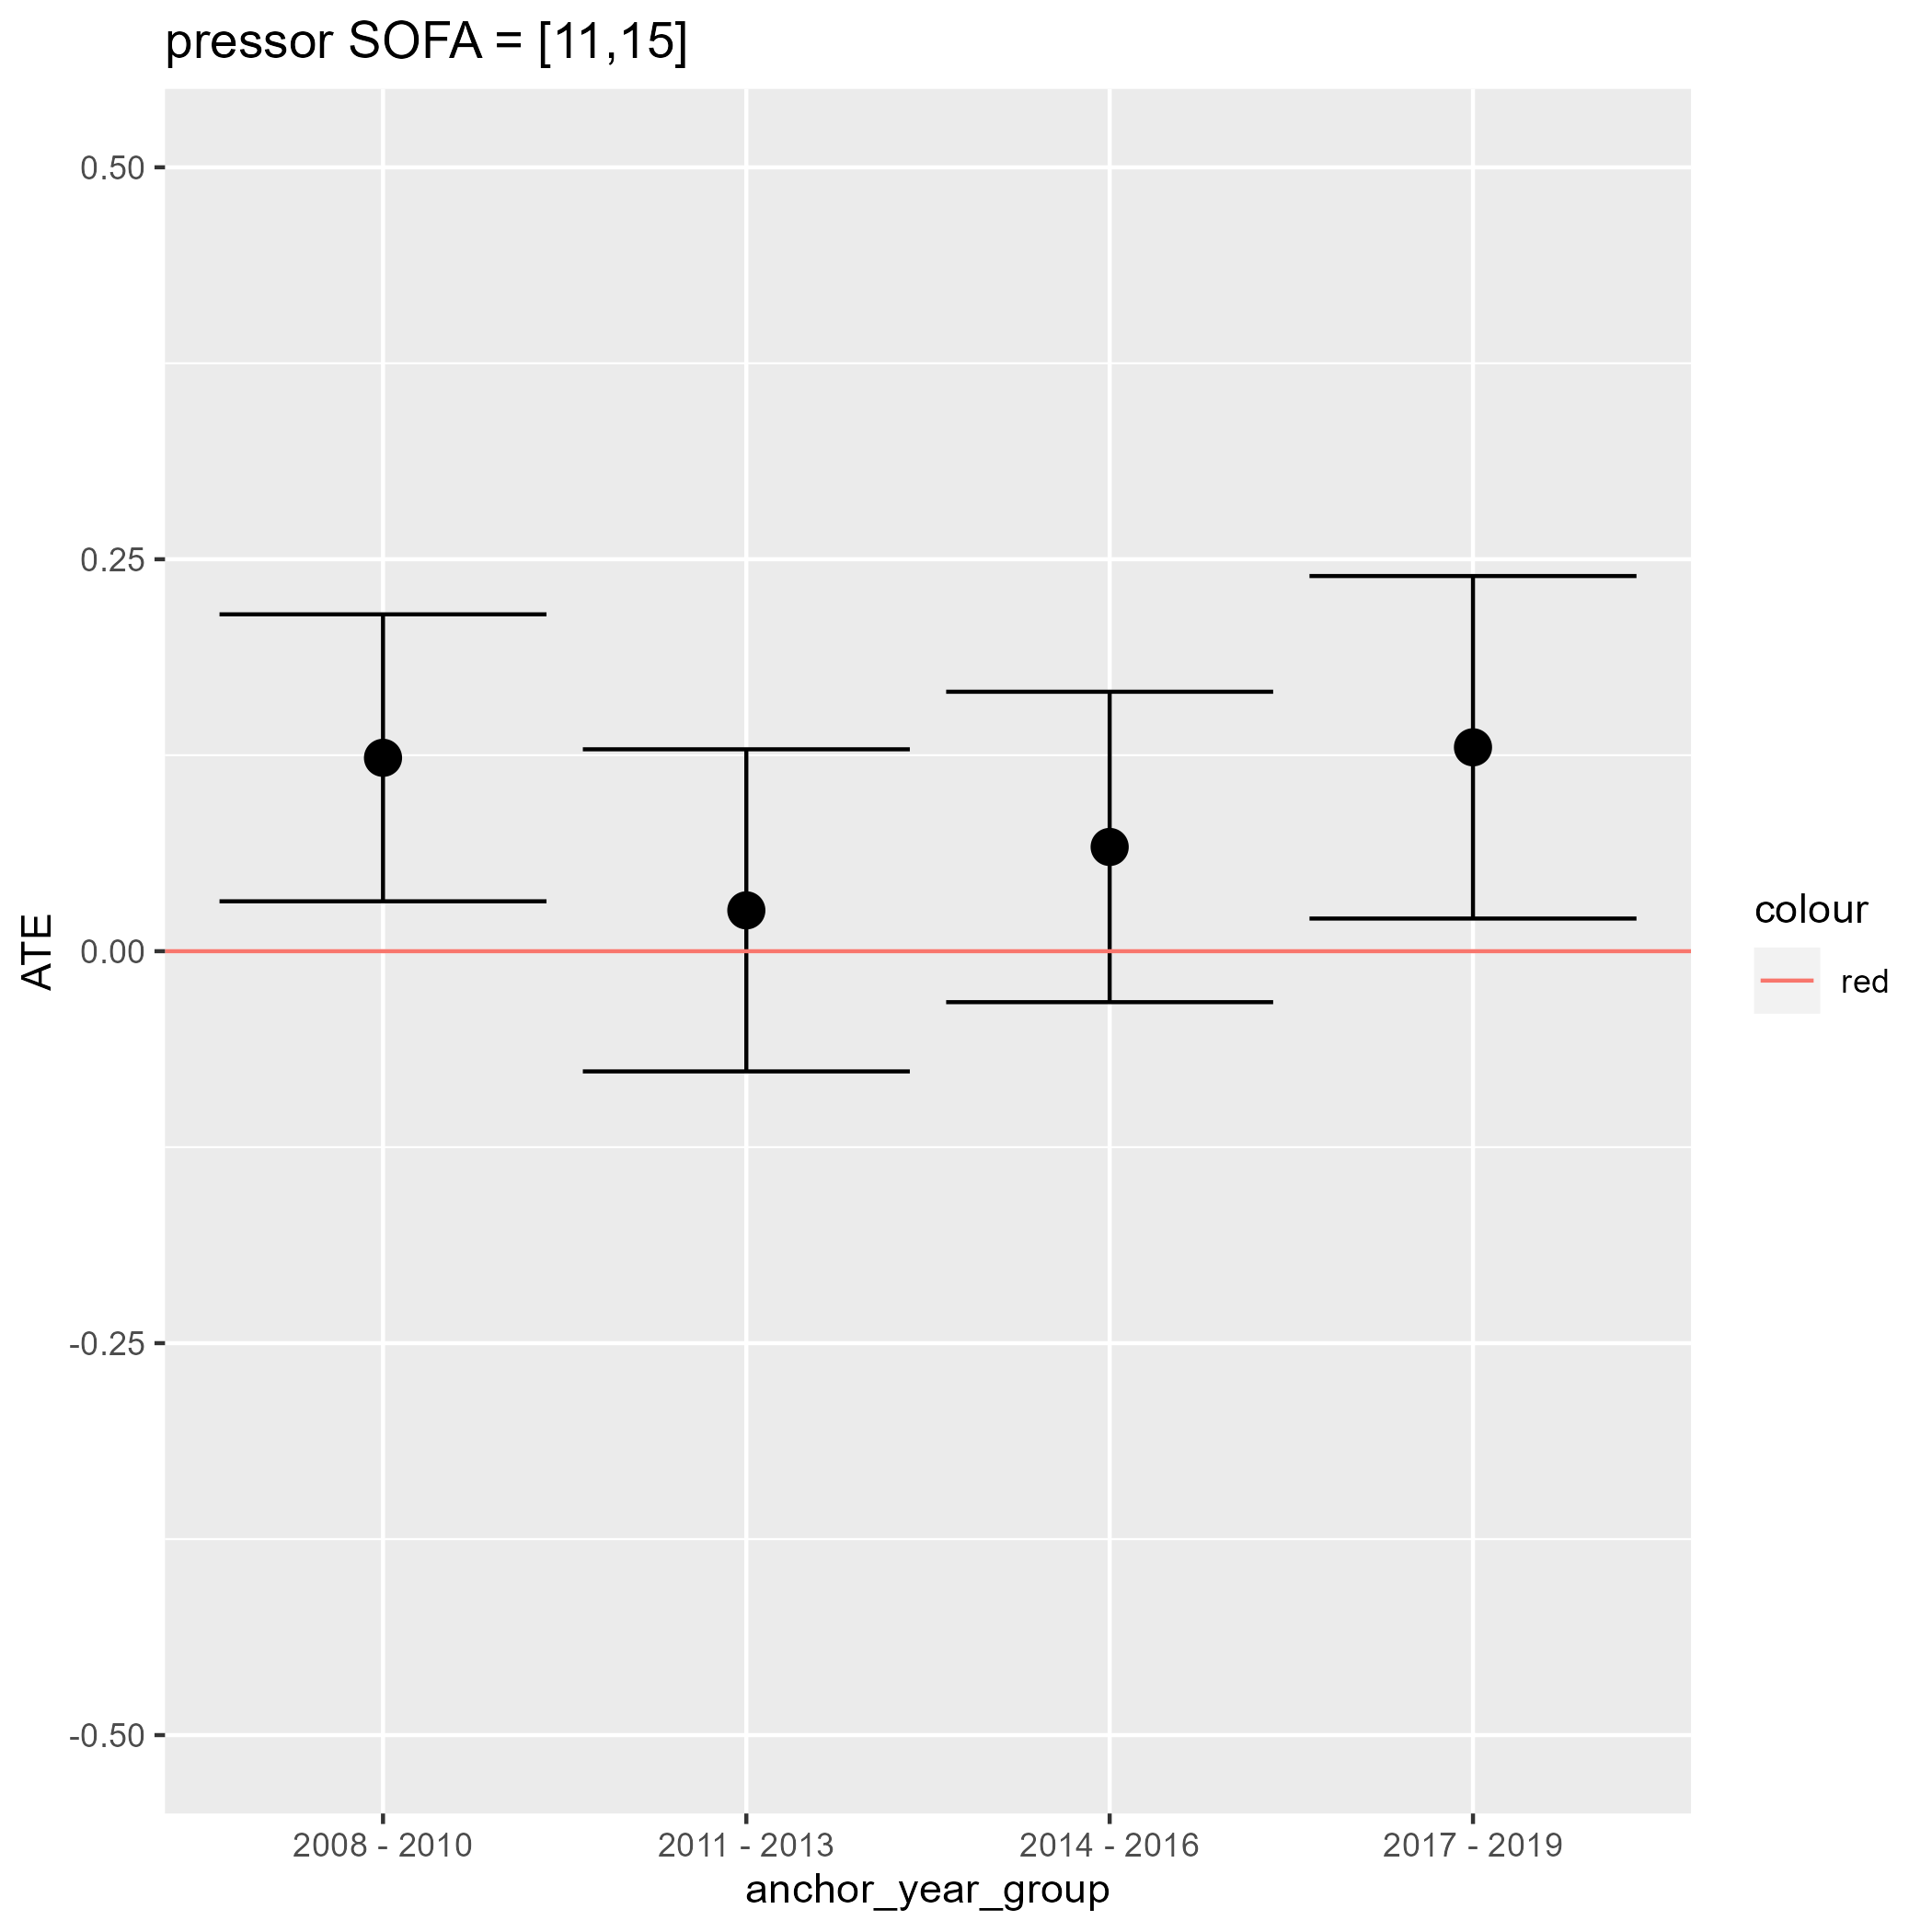 pressor SOFA = [11,15]
0.50
0.25
0.00
-0.25
-0.50
ATE
2008 - 2010
2011 - 2013
2014 - 2016
2017 - 2019
anchor_year_group
colour
red